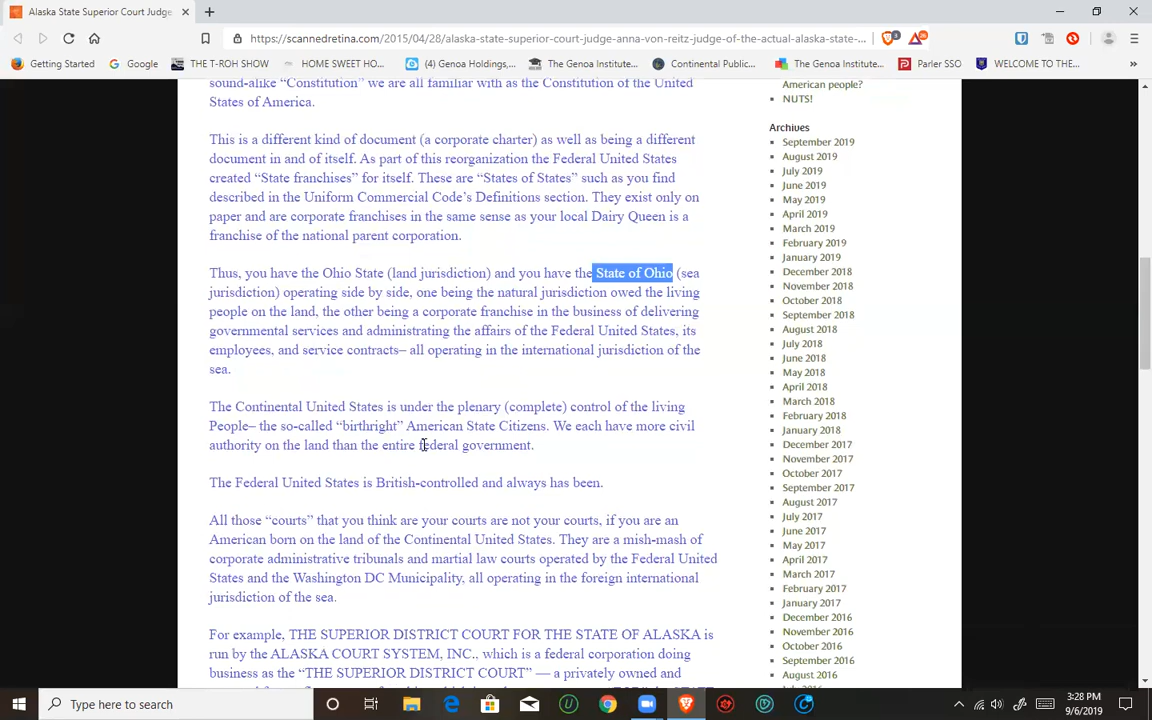 Alaska State Superior Court Judge
https://scannedretina.com/2015/04/28/alaska-state-superior-court-judge-anna-von-reitz-judge-of-the-actual-alaska-state-...
Getting Started
Google
THE T-ROH SHOW
HOME SWEET HO...
(4) Genoa Holdings,...
The Genoa Institute...
Continental Public...
The Genoa Institute...
Parler SSO
WELCOME TO THE...
sound-alike “Constitution” we are all familiar with as the Constitution of the United
States of America.
This is a different kind of document (a corporate charter) as well as being a different
document in and of itself. As part of this reorganization the Federal United States
created “State franchises” for itself. These are “States of States” such as you find
described in the Uniform Commercial Code’s Definitions section. They exist only on
paper and are corporate franchises in the same sense as your local Dairy Queen is a
franchise of the national parent corporation.
Thus, you have the Ohio State (land jurisdiction) and you have the State of Ohio (sea
jurisdiction) operating side by side, one being the natural jurisdiction owed the living
people on the land, the other being a corporate franchise in the business of delivering
governmental services and administrating the affairs of the Federal United States, its
employees, and service contracts– all operating in the international jurisdiction of the
sea.
The Continental United States is under the plenary (complete) control of the living
People– the so-called “birthright” American State Citizens. We each have more civil
authority on the land than the entire federal government.
The Federal United States is British-controlled and always has been.
All those “courts” that you think are your courts are not your courts, if you are an
American born on the land of the Continental United States. They are a mish-mash of
corporate administrative tribunals and martial law courts operated by the Federal United
States and the Washington DC Municipality, all operating in the foreign international
jurisdiction of the sea.
For example, THE SUPERIOR DISTRICT COURT FOR THE STATE OF ALASKA is
run by the ALASKA COURT SYSTEM, INC., which is a federal corporation doing
business as the “THE SUPERIOR DISTRICT COURT” — a privately owned and
American people?
NUTS!
Archives
September 2019
August 2019
July 2019
June 2019
May 2019
April 2019
March 2019
February 2019
January 2019
December 2018
November 2018
October 2018
September 2018
August 2018
July 2018
June 2018
May 2018
April 2018
March 2018
February 2018
January 2018
December 2017
November 2017
October 2017
September 2017
August 2017
July 2017
June 2017
May 2017
April 2017
March 2017
February 2017
January 2017
December 2016
November 2016
October 2016
September 2016
August 2016
Type here to search
3:28 PM
9/6/2019